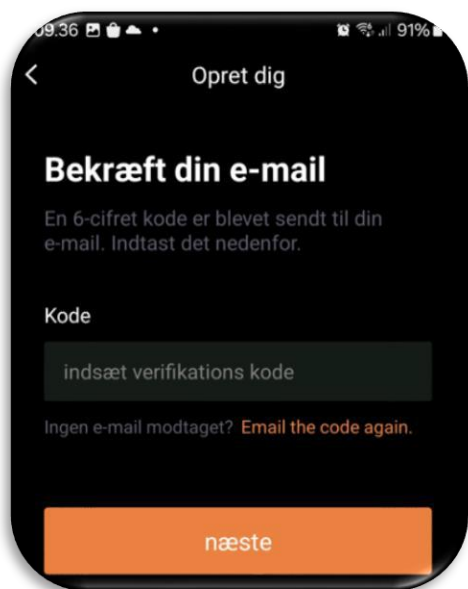 09.36 91%
Opret dig
Bekræft din e-mail
En 6-cifret kode er blevet sendt til din
e-mail. Indtast det nedenfor.
Kode
indsæt verifikations kode
Ingen e-mail modtaget? Email the code again.
næste